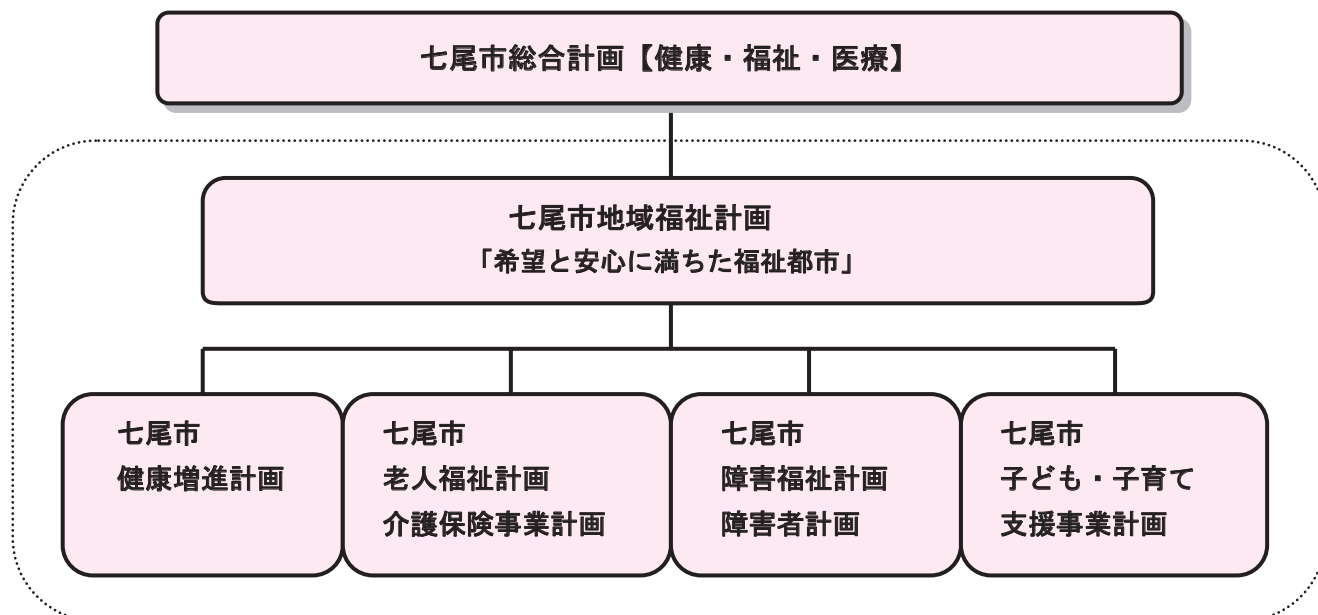 七尾市総合計画【健康・福祉・医療】
七尾市地域福祉計画
「希望と安心に満ちた福祉都市」
七尾市
健康増進計画
七尾市
老人福祉計画
介護保険事業計画
七尾市
障害福祉計画
障害者計画
七尾市
子ども・子育て
支援事業計画